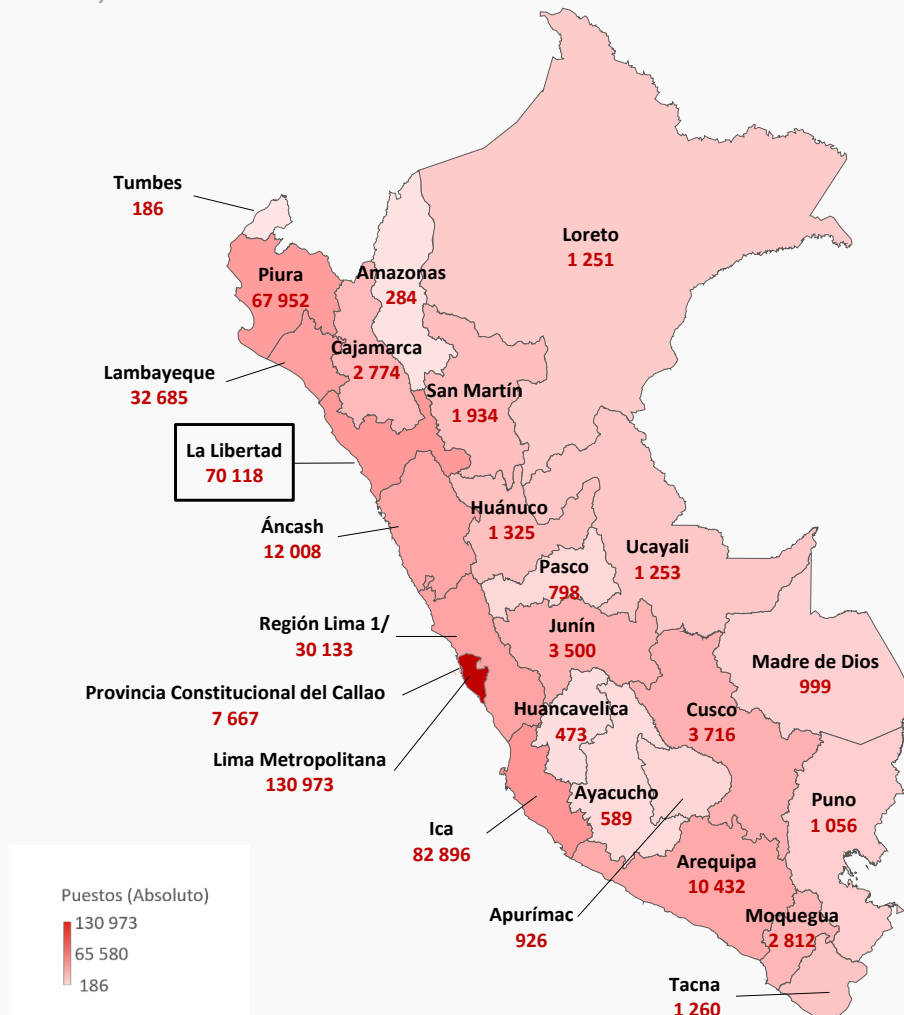 Tumbes
186
Loreto
1 251
Piura
67 952
Amazonas
284
Cajamarca
2 774
Lambayeque
32 685
San Martín
1 934
La Libertad
70 118
Huánuco
1 325
Áncash
12 008
Ucayali
1 253
Pasco
798
Región Lima 1/
30 133
Junín
3 500
Madre de Dios
999
Provincia Constitucional del Callao
7 667
Huancavelica
473
Cusco
3 716
Lima Metropolitana
130 973
Ayacucho
589
Puno
1 056
Ica
82 896
Arequipa
10 432
Apurímac
926
Moquegua
2 812
Tacna
1 260
Puestos (Absoluto)
130 973
65 580
186